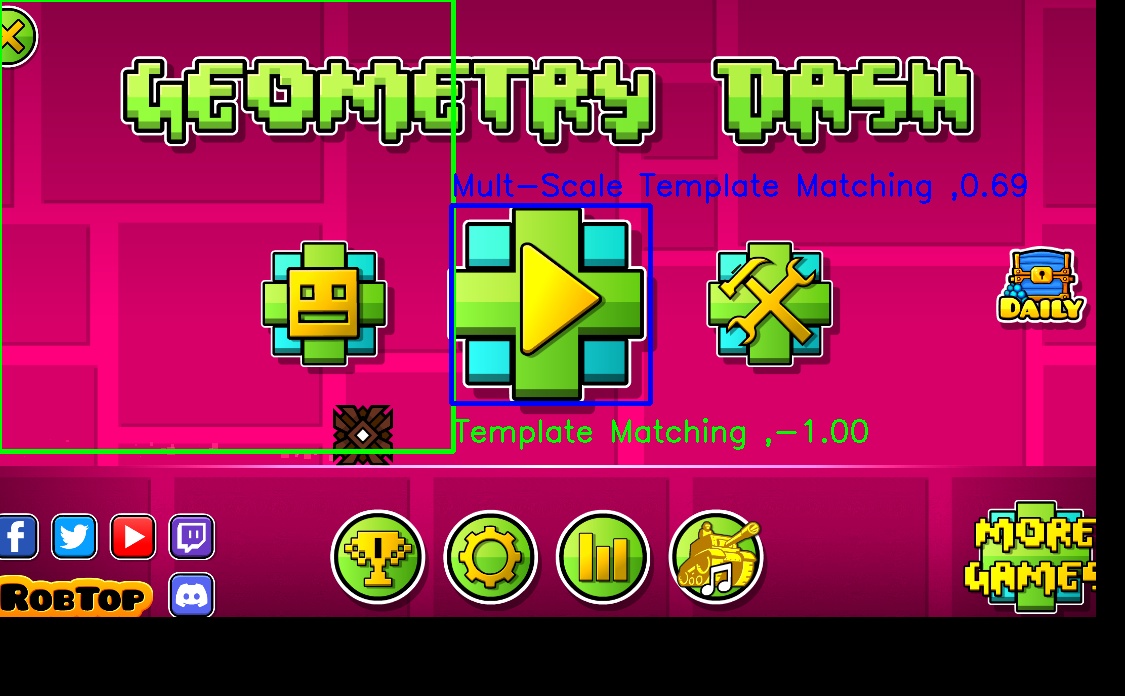 GEOMETRY DASH
Mult-Scale Template Matching ,0.69
DAILY
Template Matching ,-1.00
MORE
GAMES
ROBTOP